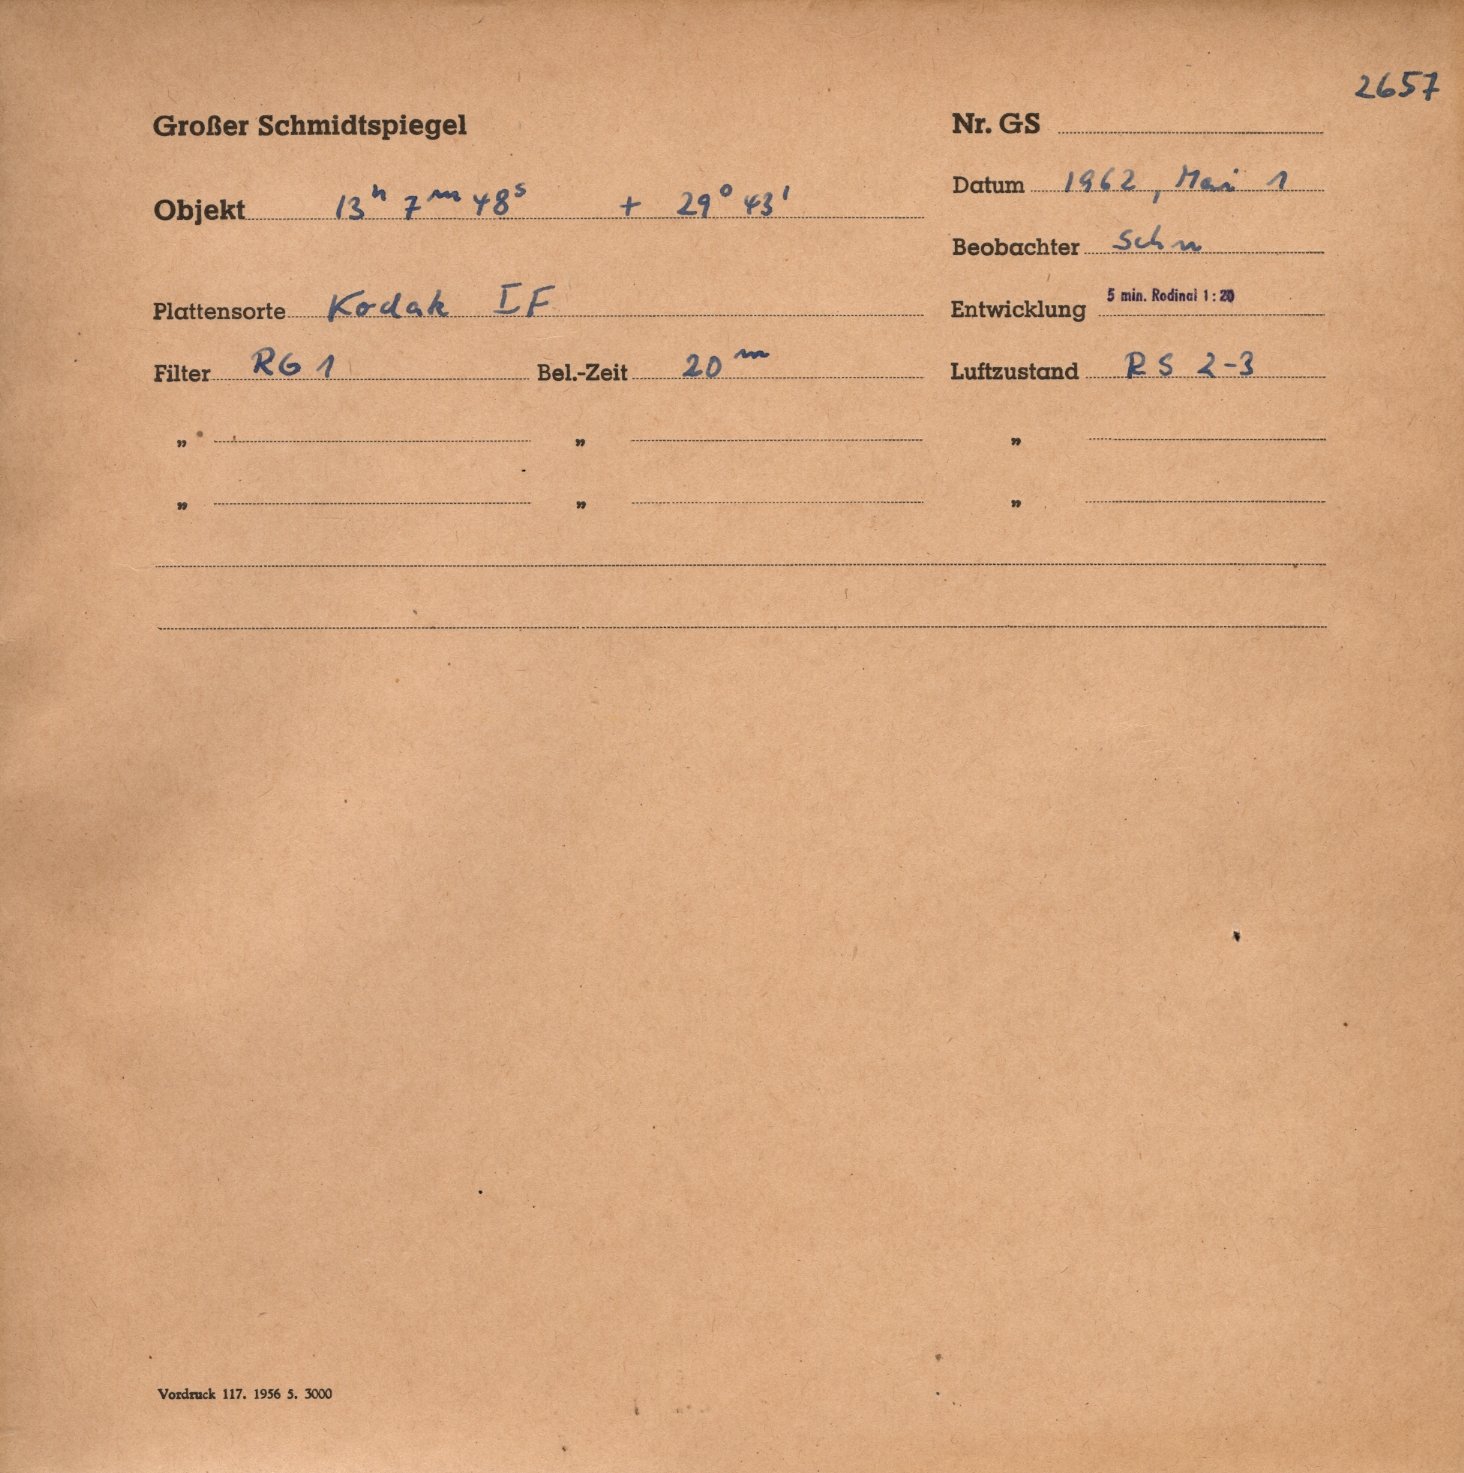 2657
Großer Schmidtspiegel
Nr. GS
Objekt 13h 7m 48s + 29° 43'
Datum 1962, Mai 1
Beobachter Schn
Plattensorte Kodak IF
Entwicklung 5 min. Rodinal 1:20
Filter RG 1 Bel.-Zeit 20m Luftzustand RS 2-3
„ „ „
„ „ „
Vordruck 117. 1956 5. 3000